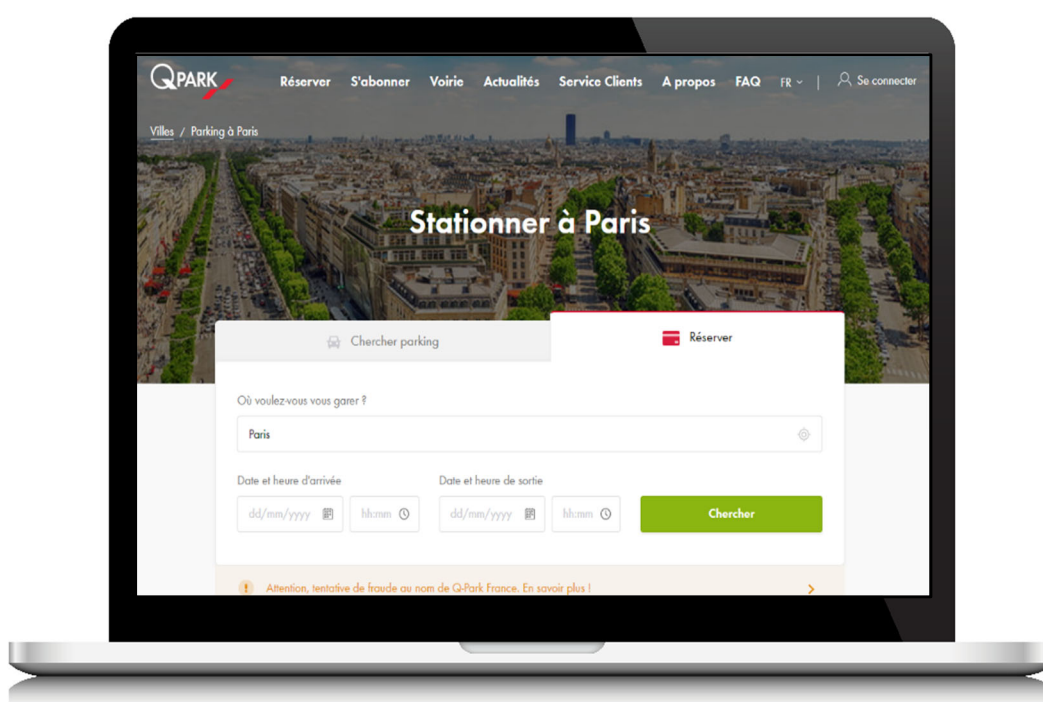 QPARK
Réserver S'abonner Voirie Actualités Service Clients A propos FAQ FR | Se connecter
Villes / Parking à Paris
Stationner à Paris
Chercher parking
Réserver
Où voulez-vous vous garer ?
Paris
Date et heure d'arrivée Date et heure de sortie
dd/mm/yyyy hh:mm dd/mm/yyyy hh:mm Chercher
Attention, tentative de fraude au nom de Q-Park France. En savoir plus !